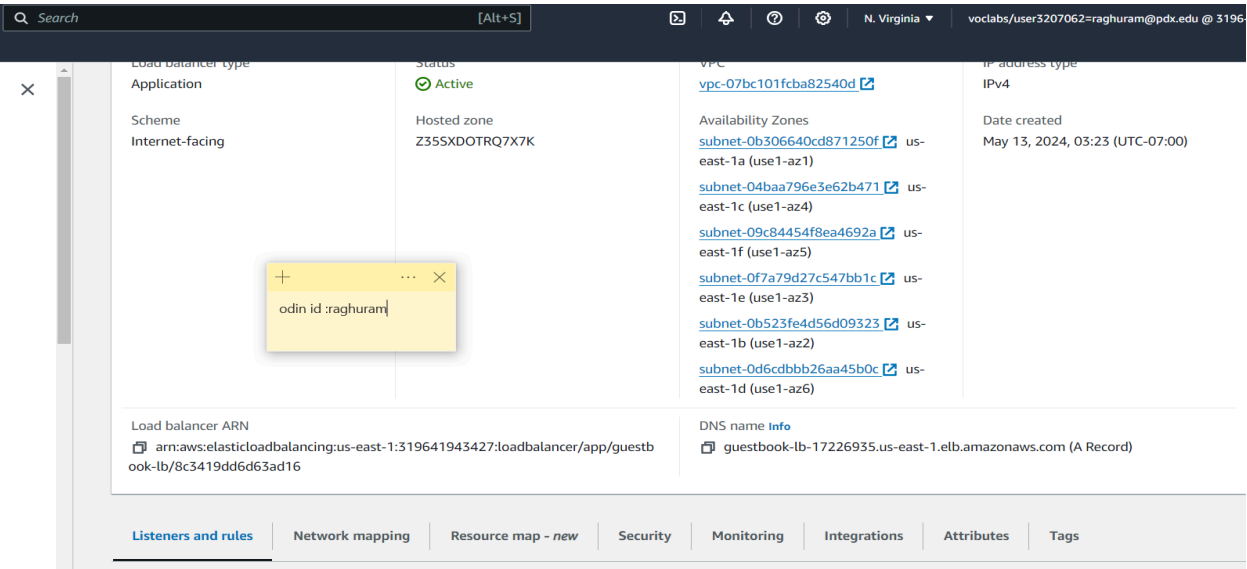 Search [Alt+S] N. Virginia ▼ voclabs/user3207062=raghuram@pdx.edu @ 3196-
Load balancer type
Application
Status
Active
VPC
vpc-07bc101fcba82540d
IP address type
IPv4
Scheme
Internet-facing
Hosted zone
Z35SXDOTRQ7X7K
Availability Zones
subnet-0b306640cd871250f us-
east-1a (use1-az1)
subnet-04baa796e3e62b471 us-
east-1c (use1-az4)
subnet-09c84454f8ea4692a us-
east-1f (use1-az5)
subnet-0f7a79d27c547bb1c us-
east-1e (use1-az3)
subnet-0b523fe4d56d09323 us-
east-1b (use1-az2)
subnet-0d6cdbbb26aa45b0c us-
east-1d (use1-az6)
Date created
May 13, 2024, 03:23 (UTC-07:00)
odin id :raghuram
Load balancer ARN
arn:aws:elasticloadbalancing:us-east-1:319641943427:loadbalancer/app/guestb
ook-lb/8c3419dd6d63ad16
DNS name Info
guestbook-lb-17226935.us-east-1.elb.amazonaws.com (A Record)
Listeners and rules Network mapping Resource map - new Security Monitoring Integrations Attributes Tags